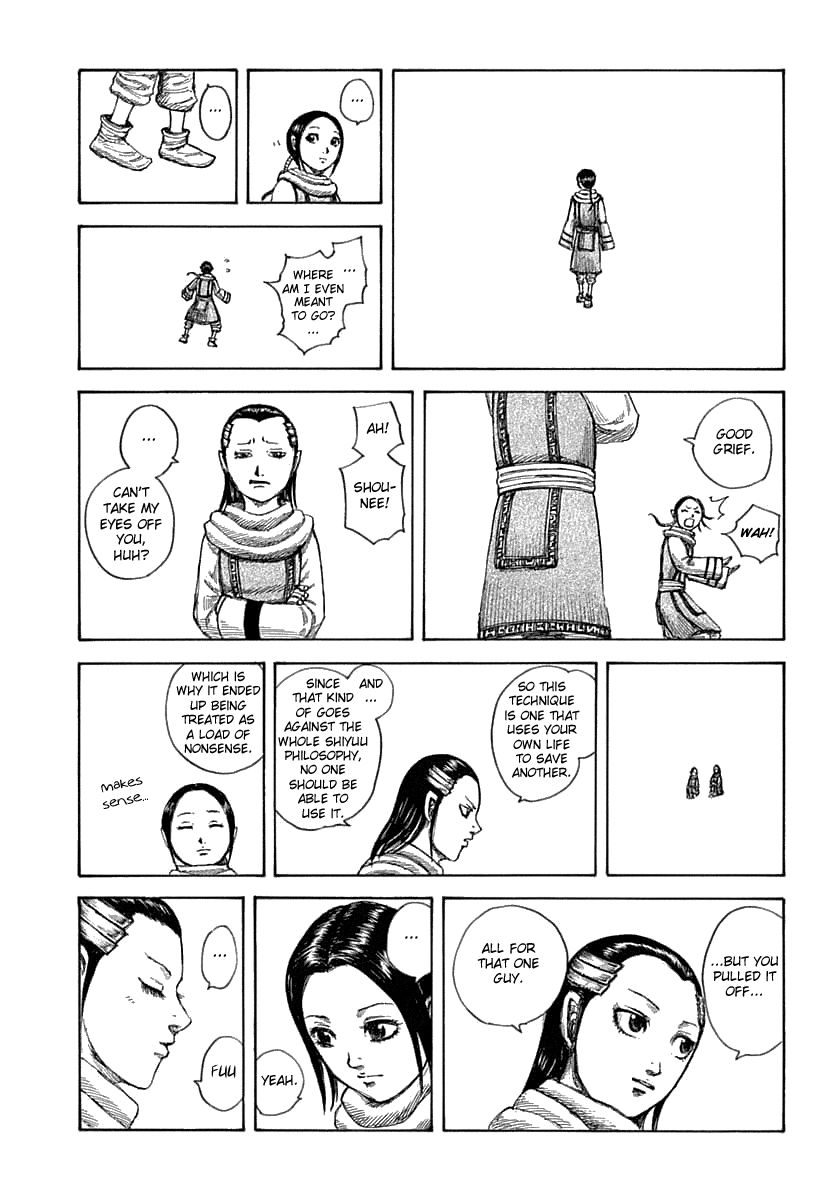 ...
...
...
WHERE
AM I EVEN
MEANT
TO GO?
...
GOOD
GRIEF.
WAH!
AH!
SHOU-
NEE!
...
CAN'T
TAKE MY
EYES OFF
YOU,
HUH?
SO THIS
TECHNIQUE
IS ONE THAT
USES YOUR
OWN LIFE
TO SAVE
ANOTHER.
AND
...
SINCE
THAT KIND
OF GOES
AGAINST THE
WHOLE SHIYUU
PHILOSOPHY,
NO ONE
SHOULD BE
ABLE TO
USE IT.
WHICH IS
WHY IT ENDED
UP BEING
TREATED AS
A LOAD OF
NONSENSE.
makes
sense...
...BUT YOU
PULLED IT
OFF...
ALL FOR
THAT ONE
GUY.
...
YEAH.
...
FUU